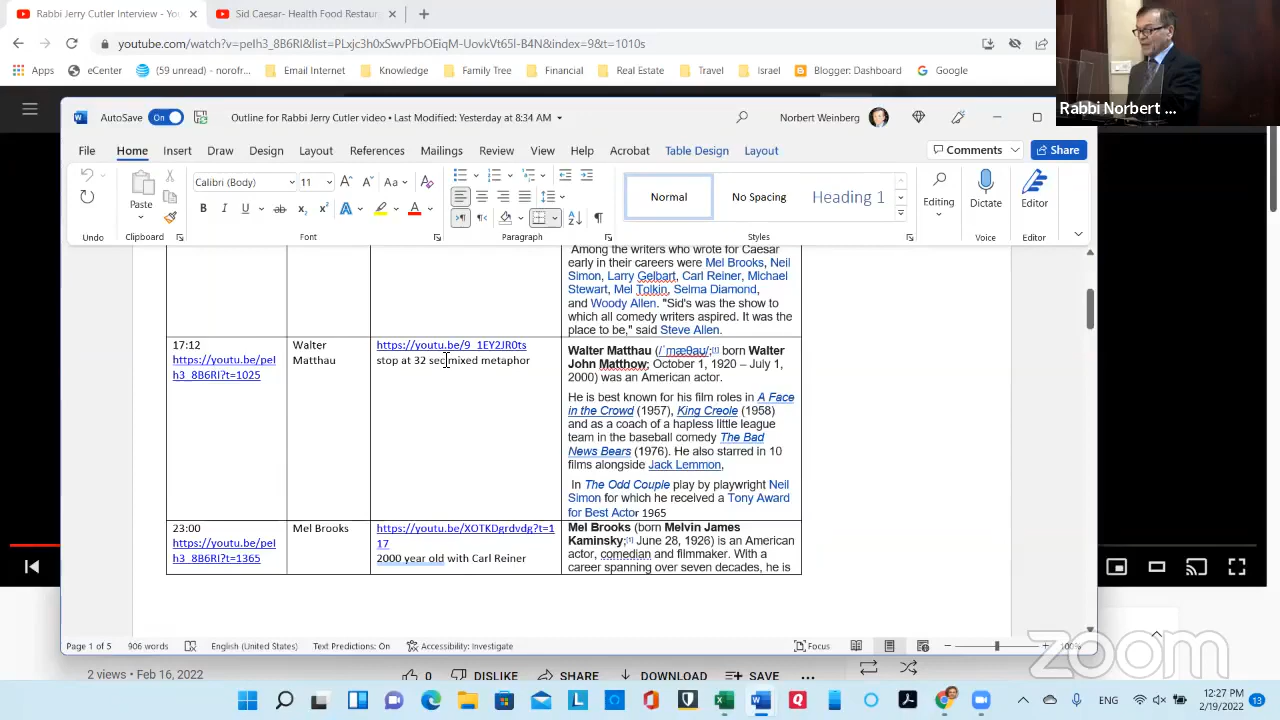 Rabbi Jerry Cutler Interview - You
Sid Caesar- Health Food Restaur
youtube.com/watch?v=pelh3_8B6RI&list=PLxjc3h0xSwvPFbOEiqM-UovkVt65l-B4N&index=9&t=1010s
Apps
eCenter
(59 unread) - norofr...
Email
Knowledge
Family Tree
Financial
Real Estate
Travel
Israel
Blogger: Dashboard
Google
Rabbi Norbert ...
AutoSave
On
Outline for Rabbi Jerry Cutler video • Last Modified: Yesterday at 8:34 AM
Norbert Weinberg
File
Home
Insert
Draw
Design
Layout
References
Mailings
Review
View
Help
Acrobat
Table Design
Layout
Comments
Share
Paste
Calibri (Body)
11
Normal
No Spacing
Heading 1
Editing
Dictate
Editor
Undo
Clipboard
Font
Paragraph
Styles
Voice
Editor
Among the writers who wrote for Caesar
early in their careers were Mel Brooks, Neil
Simon, Larry Gelbart, Carl Reiner, Michael
Stewart, Mel Tolkin, Selma Diamond,
and Woody Allen. "Sid's was the show to
which all comedy writers aspired. It was the
place to be," said Steve Allen.
17:12
https://youtu.be/pel
h3_8B6RI?t=1025
Walter
Matthau
https://youtu.be/9_1EY2JR0ts
stop at 32 sec mixed metaphor
Walter Matthau (/ˈmæθaʊ/;[1] born Walter
John Matthow, October 1, 1920 – July 1,
2000) was an American actor.
He is best known for his film roles in A Face
in the Crowd (1957), King Creole (1958)
and as a coach of a hapless little league
team in the baseball comedy The Bad
News Bears (1976). He also starred in 10
films alongside Jack Lemmon,
In The Odd Couple play by playwright Neil
Simon for which he received a Tony Award
for Best Actor 1965
23:00
https://youtu.be/pel
h3_8B6RI?t=1365
Mel Brooks
https://youtu.be/XOTKDgrdvdg?t=1
17
2000 year old with Carl Reiner
Mel Brooks (born Melvin James
Kaminsky;[1] June 28, 1926) is an American
actor, comedian and filmmaker. With a
career spanning over seven decades, he is
Page 1 of 5
906 words
English (United States)
Text Predictions: On
Accessibility: Investigate
Focus
100%
2 views • Feb 16, 2022
0
DISLIKE
SHARE
DOWNLOAD
SAVE
zoom
ENG
12:27 PM
2/19/2022
13